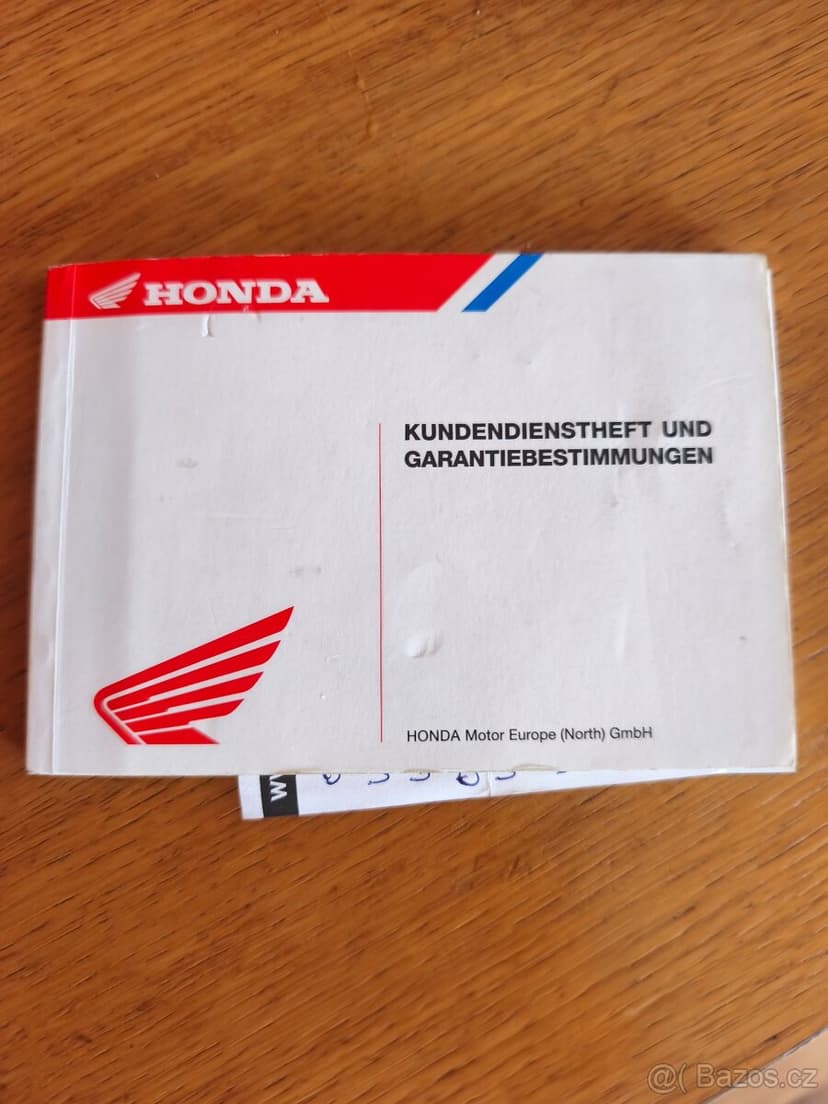 HONDA
KUNDENDIENSTHEFT UND
GARANTIEBESTIMMUNGEN
HONDA Motor Europe (North) GmbH
@( Bazos.cz